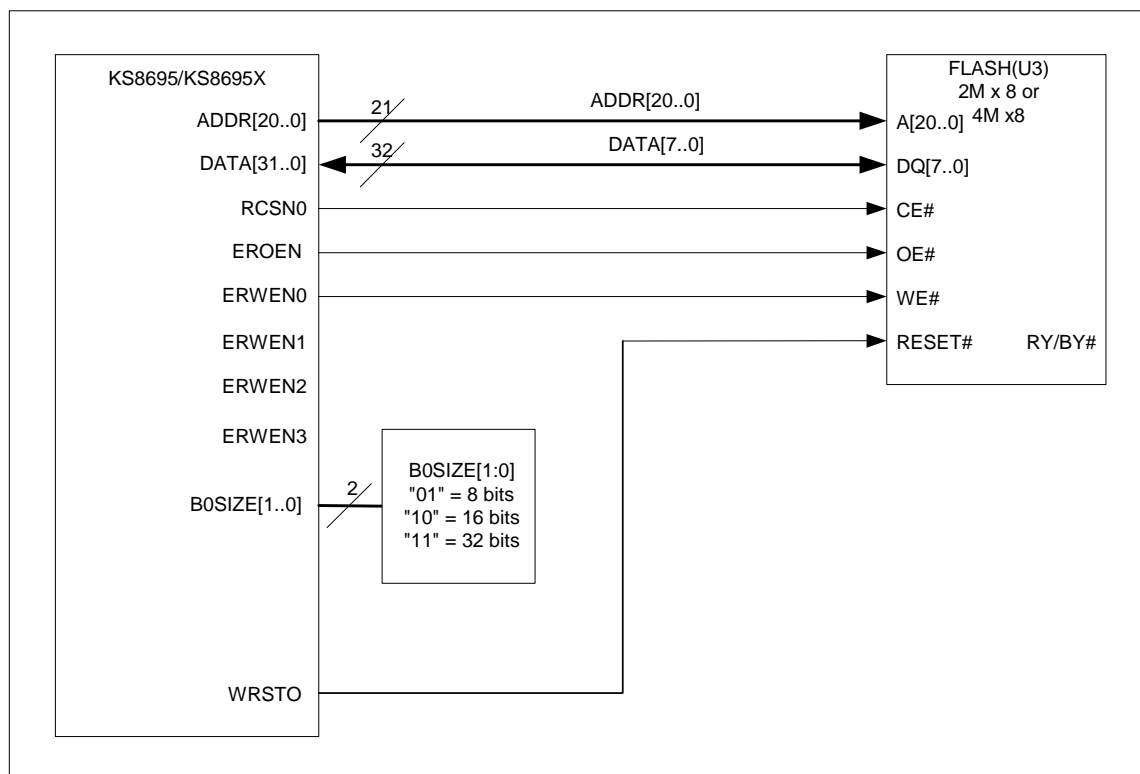 KS8695/KS8695X
ADDR[20..0]
DATA[31..0]
RCSN0
EROEN
ERWEN0
ERWEN1
ERWEN2
ERWEN3
B0SIZE[1..0]
WRSTO
21
ADDR[20..0]
32
DATA[7..0]
2
B0SIZE[1:0]
"01" = 8 bits
"10" = 16 bits
"11" = 32 bits
FLASH(U3)
2M x 8 or
4M x8
A[20..0]
DQ[7..0]
CE#
OE#
WE#
RESET# RY/BY#